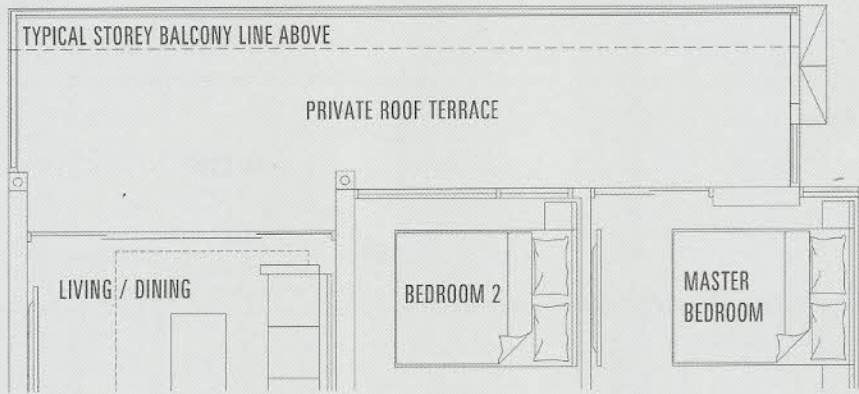 TYPICAL STOREY BALCONY LINE ABOVE
PRIVATE ROOF TERRACE
LIVING / DINING
BEDROOM 2
MASTER
BEDROOM